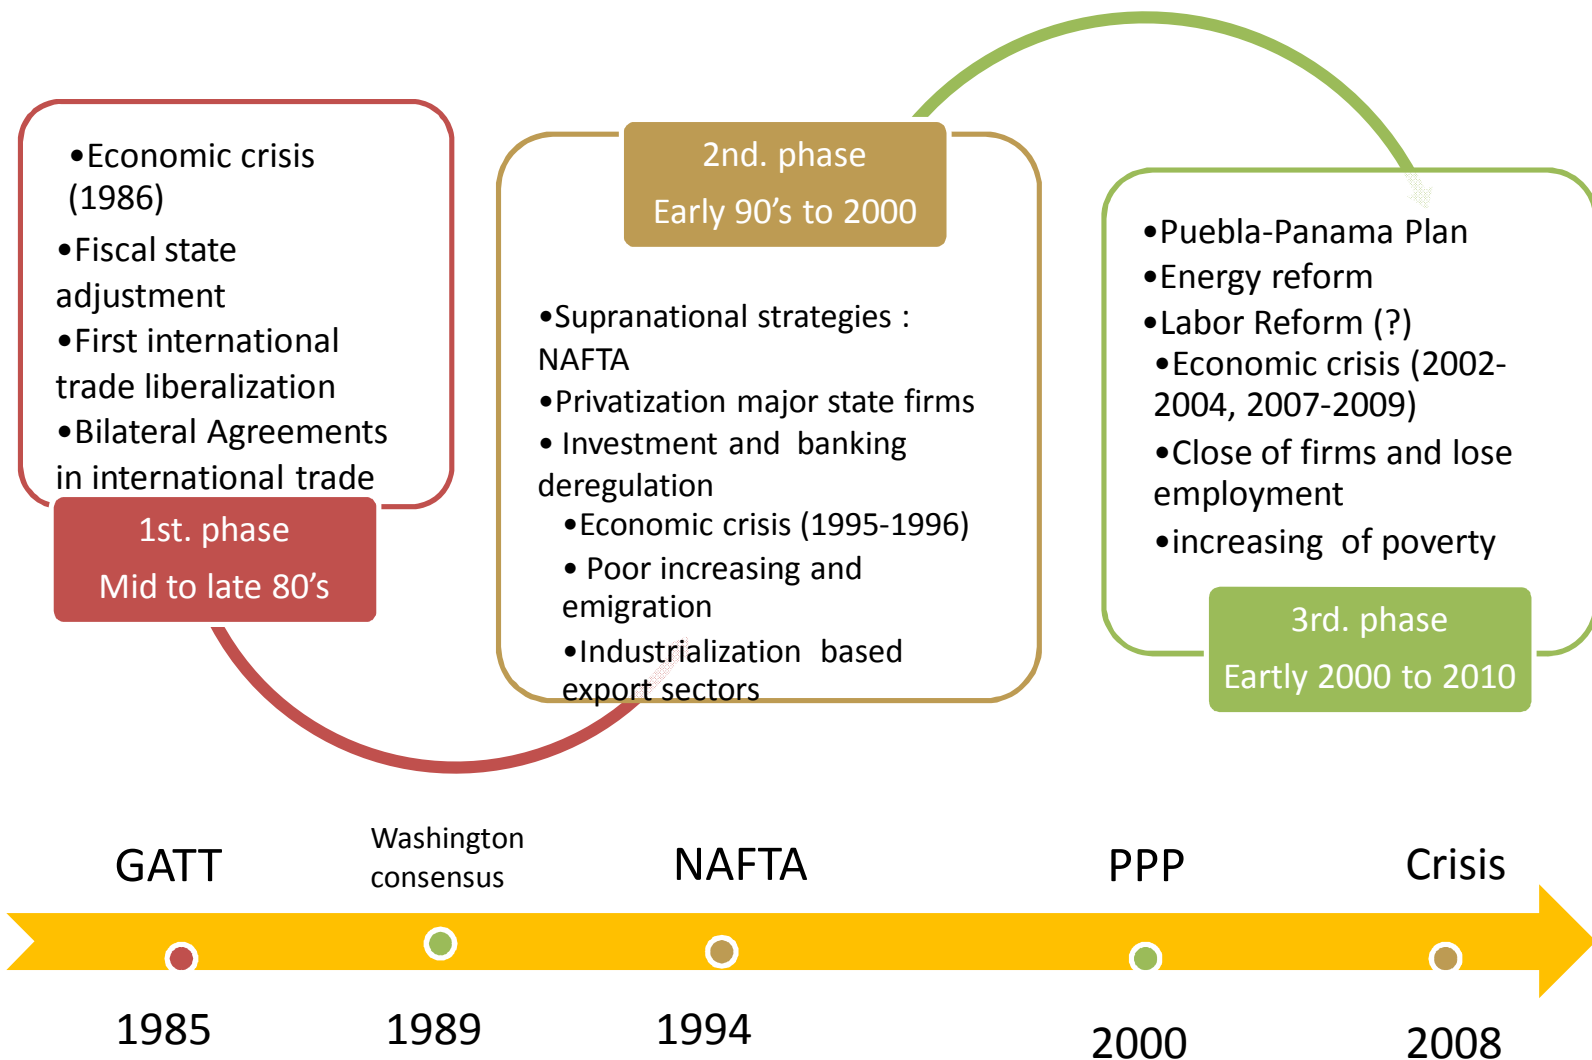 •Economic crisis
(1986)
•Fiscal state
adjustment
•First international
trade liberalization
•Bilateral Agreements
in international trade
1st. phase
Mid to late 80’s
2nd. phase
Early 90’s to 2000
•Supranational strategies :
NAFTA
•Privatization major state firms
• Investment and banking
deregulation
•Economic crisis (1995-1996)
• Poor increasing and
emigration
•Industrialization based
export sectors
•Puebla-Panama Plan
•Energy reform
•Labor Reform (?)
•Economic crisis (2002-
2004, 2007-2009)
•Close of firms and lose
employment
•increasing of poverty
3rd. phase
Eartly 2000 to 2010
GATT
Washington
consensus
NAFTA
PPP
Crisis
1985
1989
1994
2000
2008